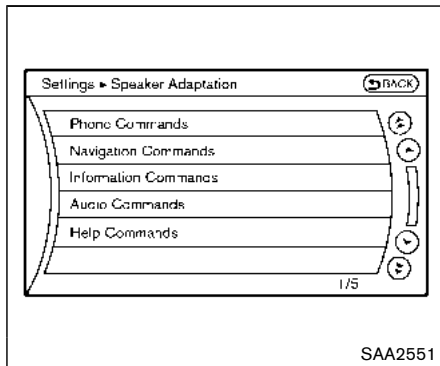 Settings ▸ Speaker Adaptation BACK
Phone Commands
Navigation Commands
Information Commands
Audio Commands
Help Commands
1/5
SAA2551